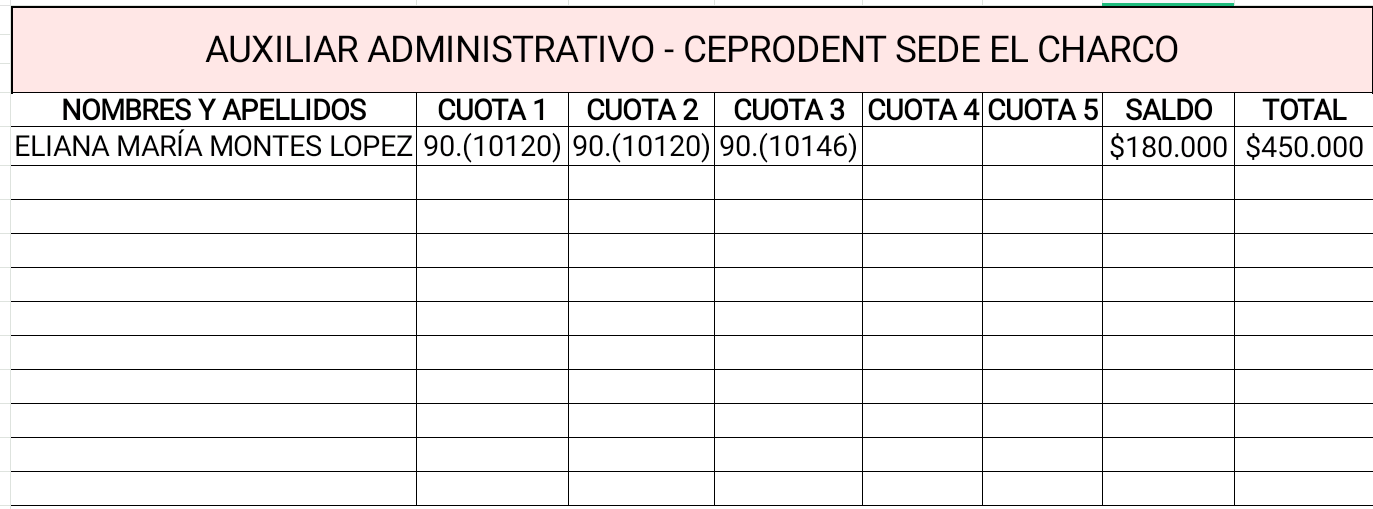 AUXILIAR ADMINISTRATIVO - CEPRODENT SEDE EL CHARCO
NOMBRES Y APELLIDOS CUOTA 1 CUOTA 2 CUOTA 3 CUOTA 4 CUOTA 5 SALDO TOTAL
ELIANA MARÍA MONTES LOPEZ 90.(10120) 90.(10120) 90.(10146) $180.000 $450.000